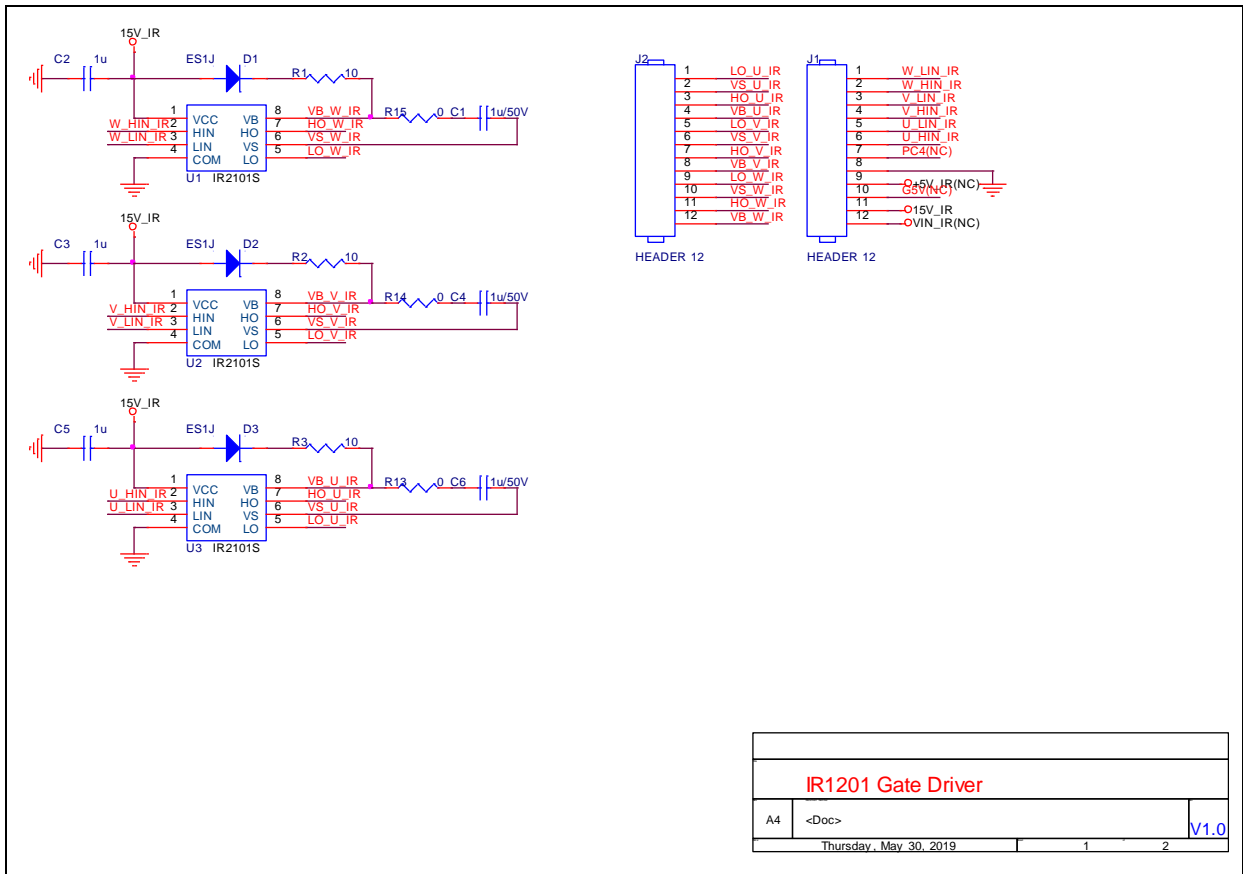 15V_IR
C2 1u ES1J D1
R1 10
1 VCC VB 8 VB_W_IR R15 0 C1 1u/50V
W_HIN_IR 2 HIN HO 7 HO_W_IR
W_LIN_IR 3 LIN VS 6 VS_W_IR
4 COM LO 5 LO_W_IR
U1 IR2101S
15V_IR
C3 1u ES1J D2
R2 10
1 VCC VB 8 VB_V_IR R14 0 C4 1u/50V
V_HIN_IR 2 HIN HO 7 HO_V_IR
V_LIN_IR 3 LIN VS 6 VS_V_IR
4 COM LO 5 LO_V_IR
U2 IR2101S
15V_IR
C5 1u ES1J D3
R3 10
1 VCC VB 8 VB_U_IR R13 0 C6 1u/50V
U_HIN_IR 2 HIN HO 7 HO_U_IR
U_LIN_IR 3 LIN VS 6 VS_U_IR
4 COM LO 5 LO_U_IR
U3 IR2101S
J2
1 LO_U_IR
2 VS_U_IR
3 HO_U_IR
4 VB_U_IR
5 LO_V_IR
6 VS_V_IR
7 HO_V_IR
8 VB_V_IR
9 LO_W_IR
10 VS_W_IR
11 HO_W_IR
12 VB_W_IR
HEADER 12
J1
1 W_LIN_IR
2 W_HIN_IR
3 V_LIN_IR
4 V_HIN_IR
5 U_LIN_IR
6 U_HIN_IR
7 PC4(NC)
8
9 +5V_IR(NC)
10 G5V(NC)
11 15V_IR
12 VIN_IR(NC)
HEADER 12
IR1201 Gate Driver
A4 <Doc> V1.0
Thursday, May 30, 2019 1 2